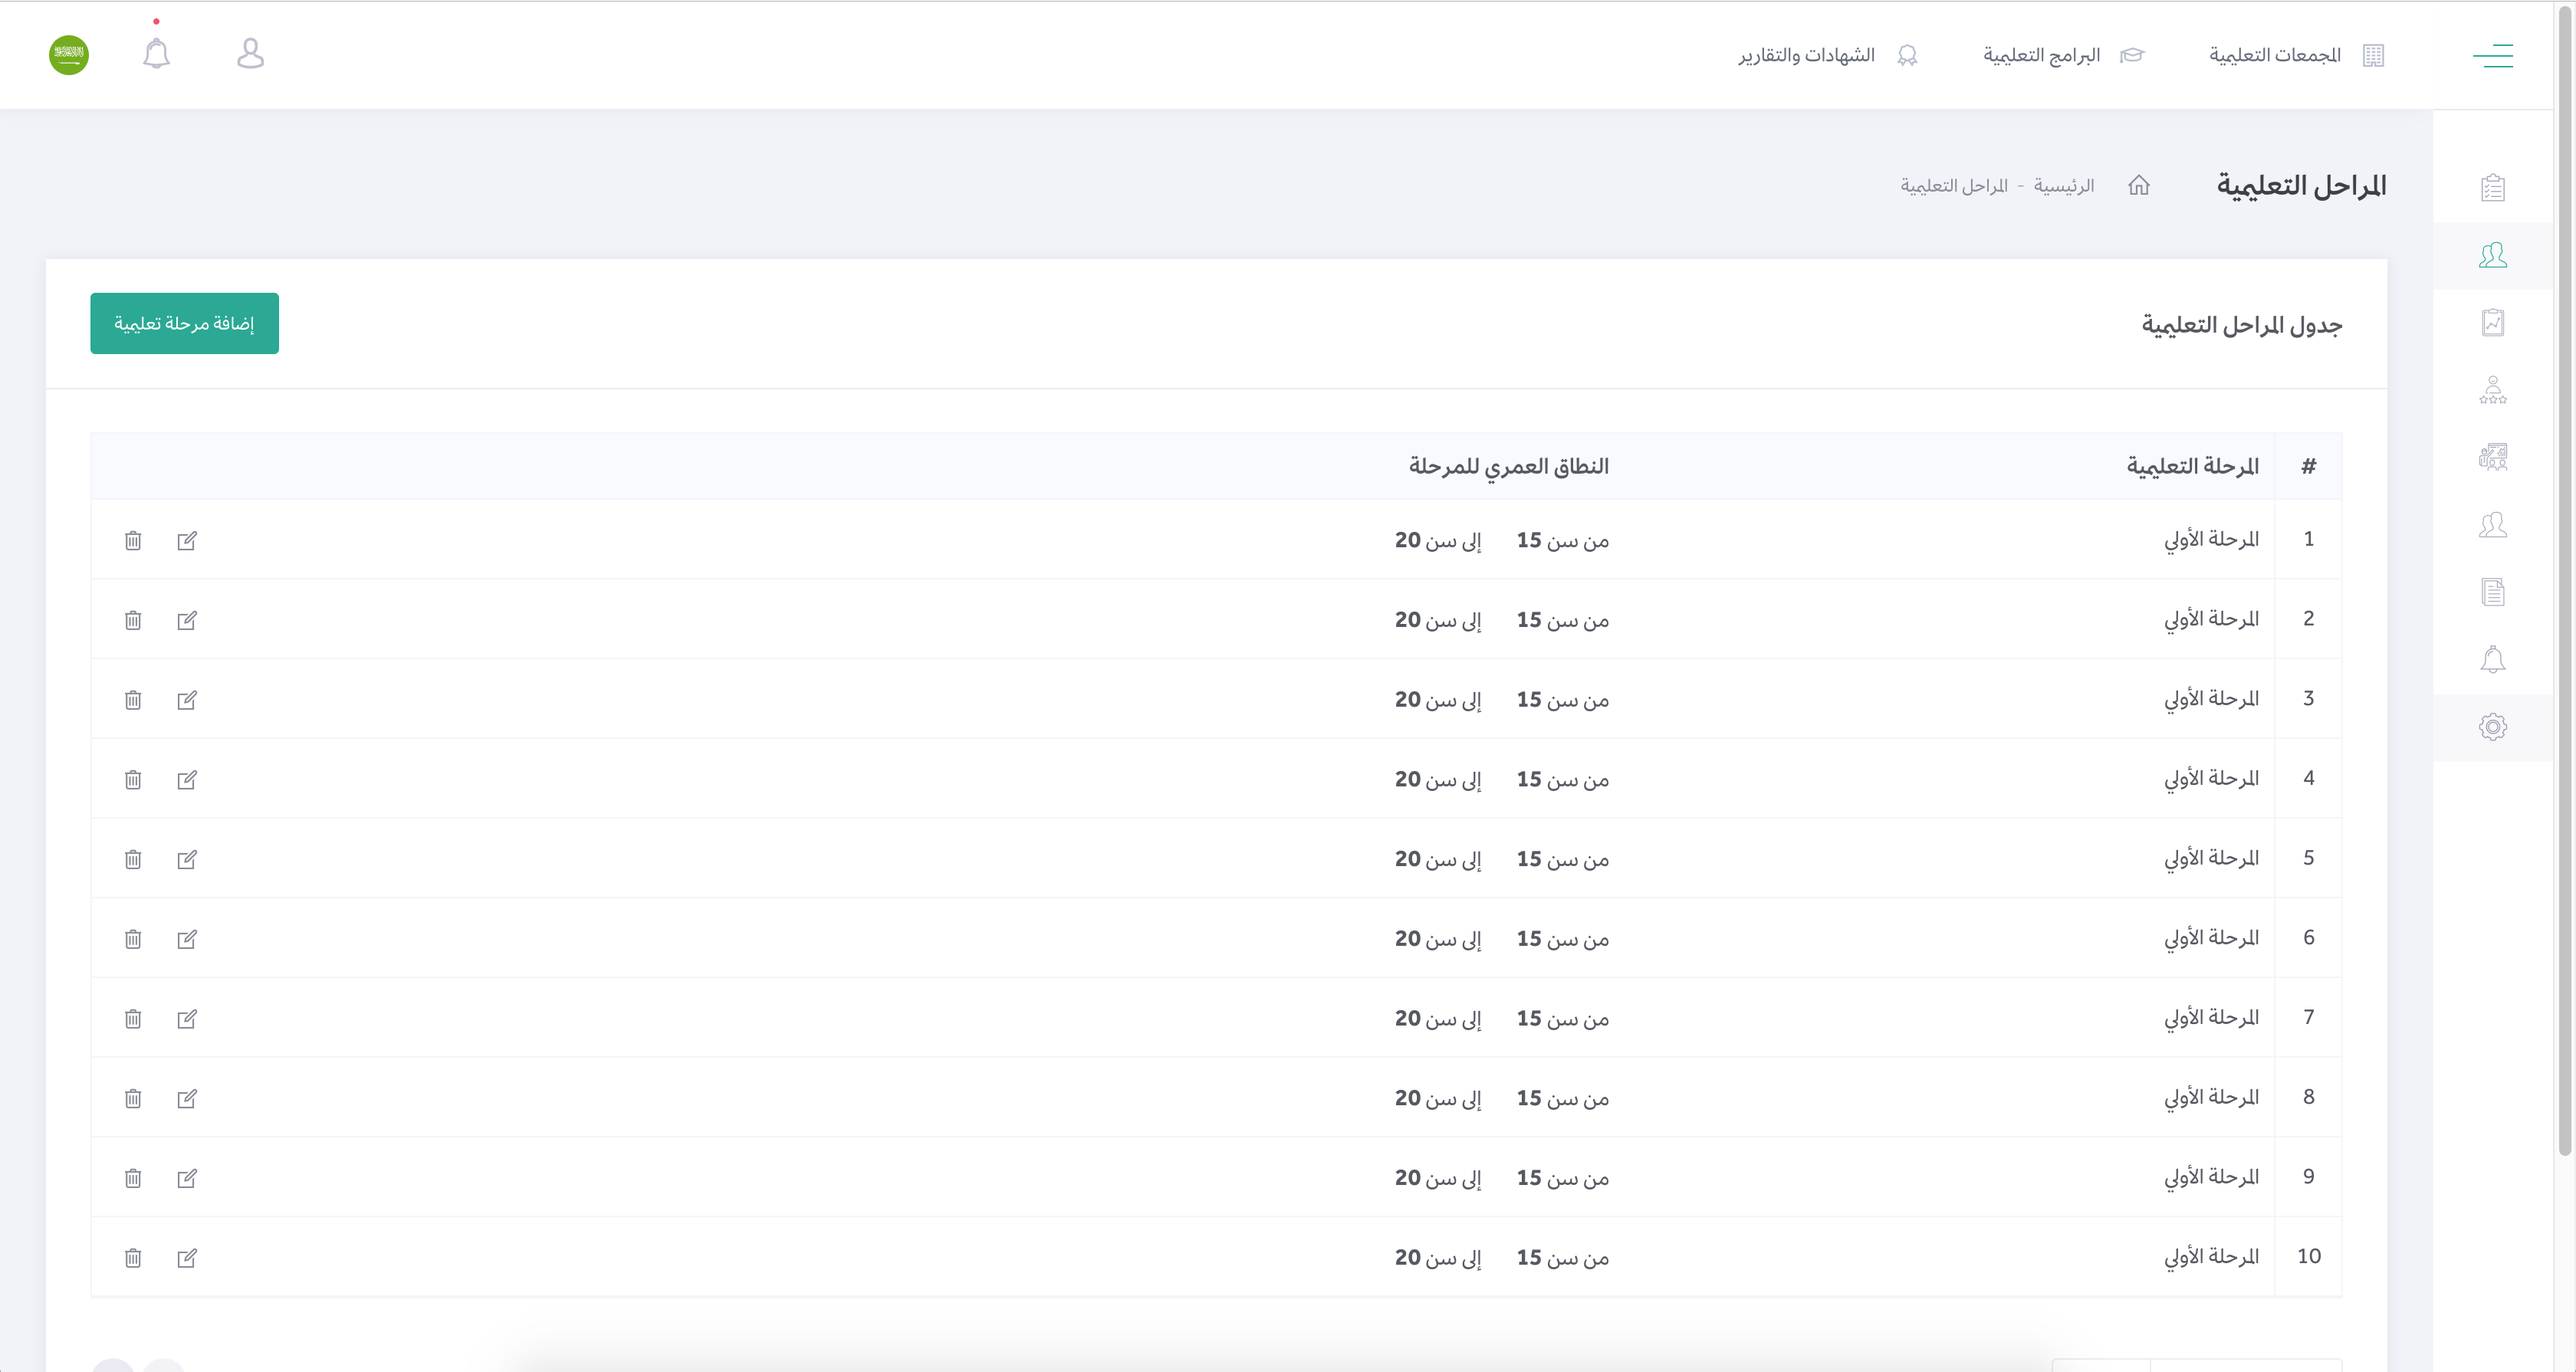 المجمعات التعليمية البرامج التعليمية الشهادات والتقارير
المراحل التعليمية الرئيسية - المراحل التعليمية
جدول المراحل التعليمية إضافة مرحلة تعليمية
# المرحلة التعليمية النطاق العمري للمرحلة
1 المرحلة الأولي من سن 15 إلى سن 20
2 المرحلة الأولي من سن 15 إلى سن 20
3 المرحلة الأولي من سن 15 إلى سن 20
4 المرحلة الأولي من سن 15 إلى سن 20
5 المرحلة الأولي من سن 15 إلى سن 20
6 المرحلة الأولي من سن 15 إلى سن 20
7 المرحلة الأولي من سن 15 إلى سن 20
8 المرحلة الأولي من سن 15 إلى سن 20
9 المرحلة الأولي من سن 15 إلى سن 20
10 المرحلة الأولي من سن 15 إلى سن 20